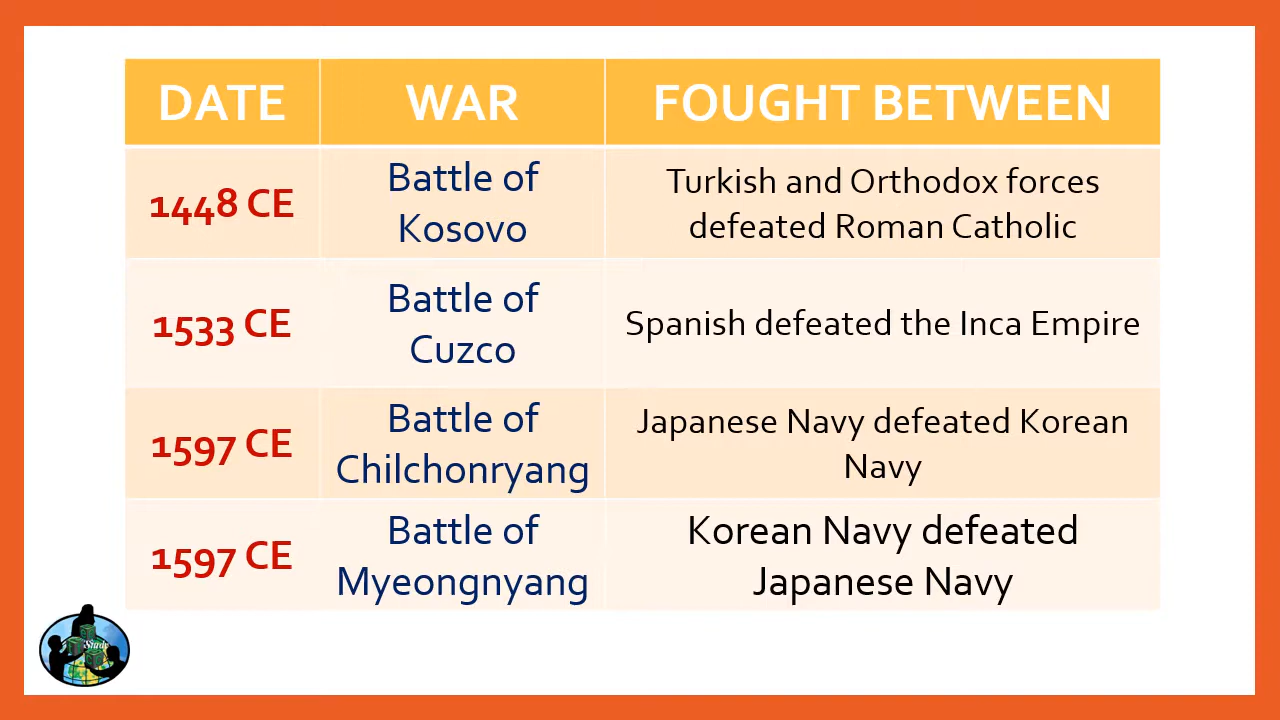 DATE WAR FOUGHT BETWEEN
1448 CE
Battle of
Kosovo
Turkish and Orthodox forces
defeated Roman Catholic
1533 CE
Battle of
Cuzco
Spanish defeated the Inca Empire
1597 CE
Battle of
Chilchonryang
Japanese Navy defeated Korean
Navy
1597 CE
Battle of
Myeongnyang
Korean Navy defeated
Japanese Navy
Study